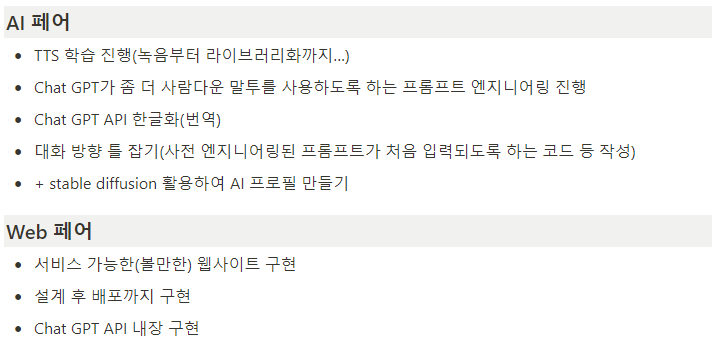 AI 페어
• TTS 학습 진행(녹음부터 라이브러리화까지...)
• Chat GPT가 좀 더 사람다운 말투를 사용하도록 하는 프롬프트 엔지니어링 진행
• Chat GPT API 한글화(번역)
• 대화 방향 틀 잡기(사전 엔지니어링된 프롬프트가 처음 입력되도록 하는 코드 등 작성)
• + stable diffusion 활용하여 AI 프로필 만들기
Web 페어
• 서비스 가능한(볼만한) 웹사이트 구현
• 설계 후 배포까지 구현
• Chat GPT API 내장 구현